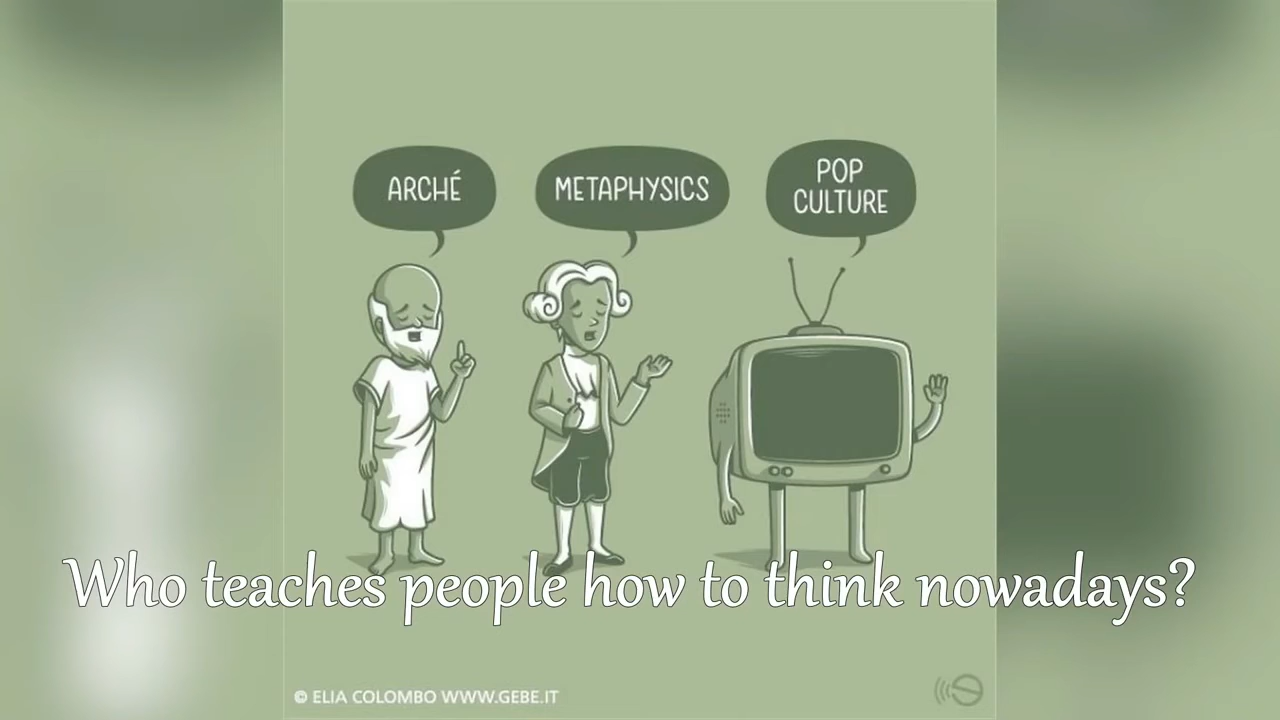 ARCHÉ
METAPHYSICS
POP
CULTURE
Who teaches people how to think nowadays?
© ELIA COLOMBO WWW.GEBE.IT